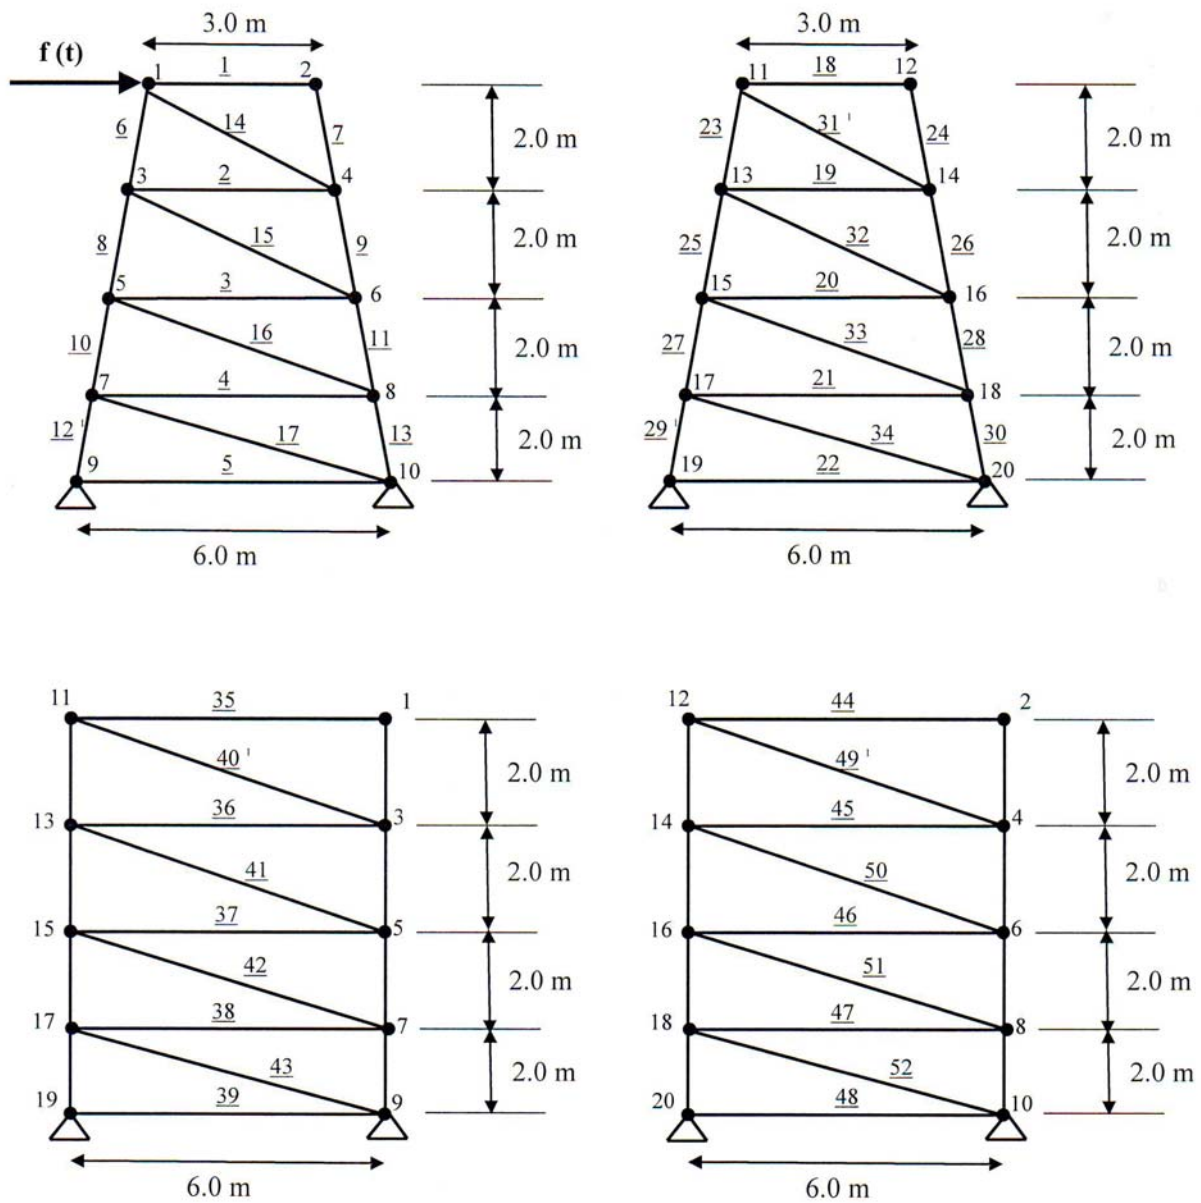 3.0 m
f (t)
1 1 2
6 14 7
2.0 m
3 2 4
8 15 9
2.0 m
5 3 6
10 16 11
2.0 m
7 4 8
12 17 13
2.0 m
9 5 10
6.0 m
3.0 m
11 18 12
23 31 24
2.0 m
13 19 14
25 32 26
2.0 m
15 20 16
27 33 28
2.0 m
17 21 18
29 34 30
2.0 m
19 22 20
6.0 m
11 35 1
40
2.0 m
13 36 3
41
2.0 m
15 37 5
42
2.0 m
17 38 7
43
2.0 m
19 39 9
6.0 m
12 44 2
49
2.0 m
14 45 4
50
2.0 m
16 46 6
51
2.0 m
18 47 8
52
2.0 m
20 48 10
6.0 m